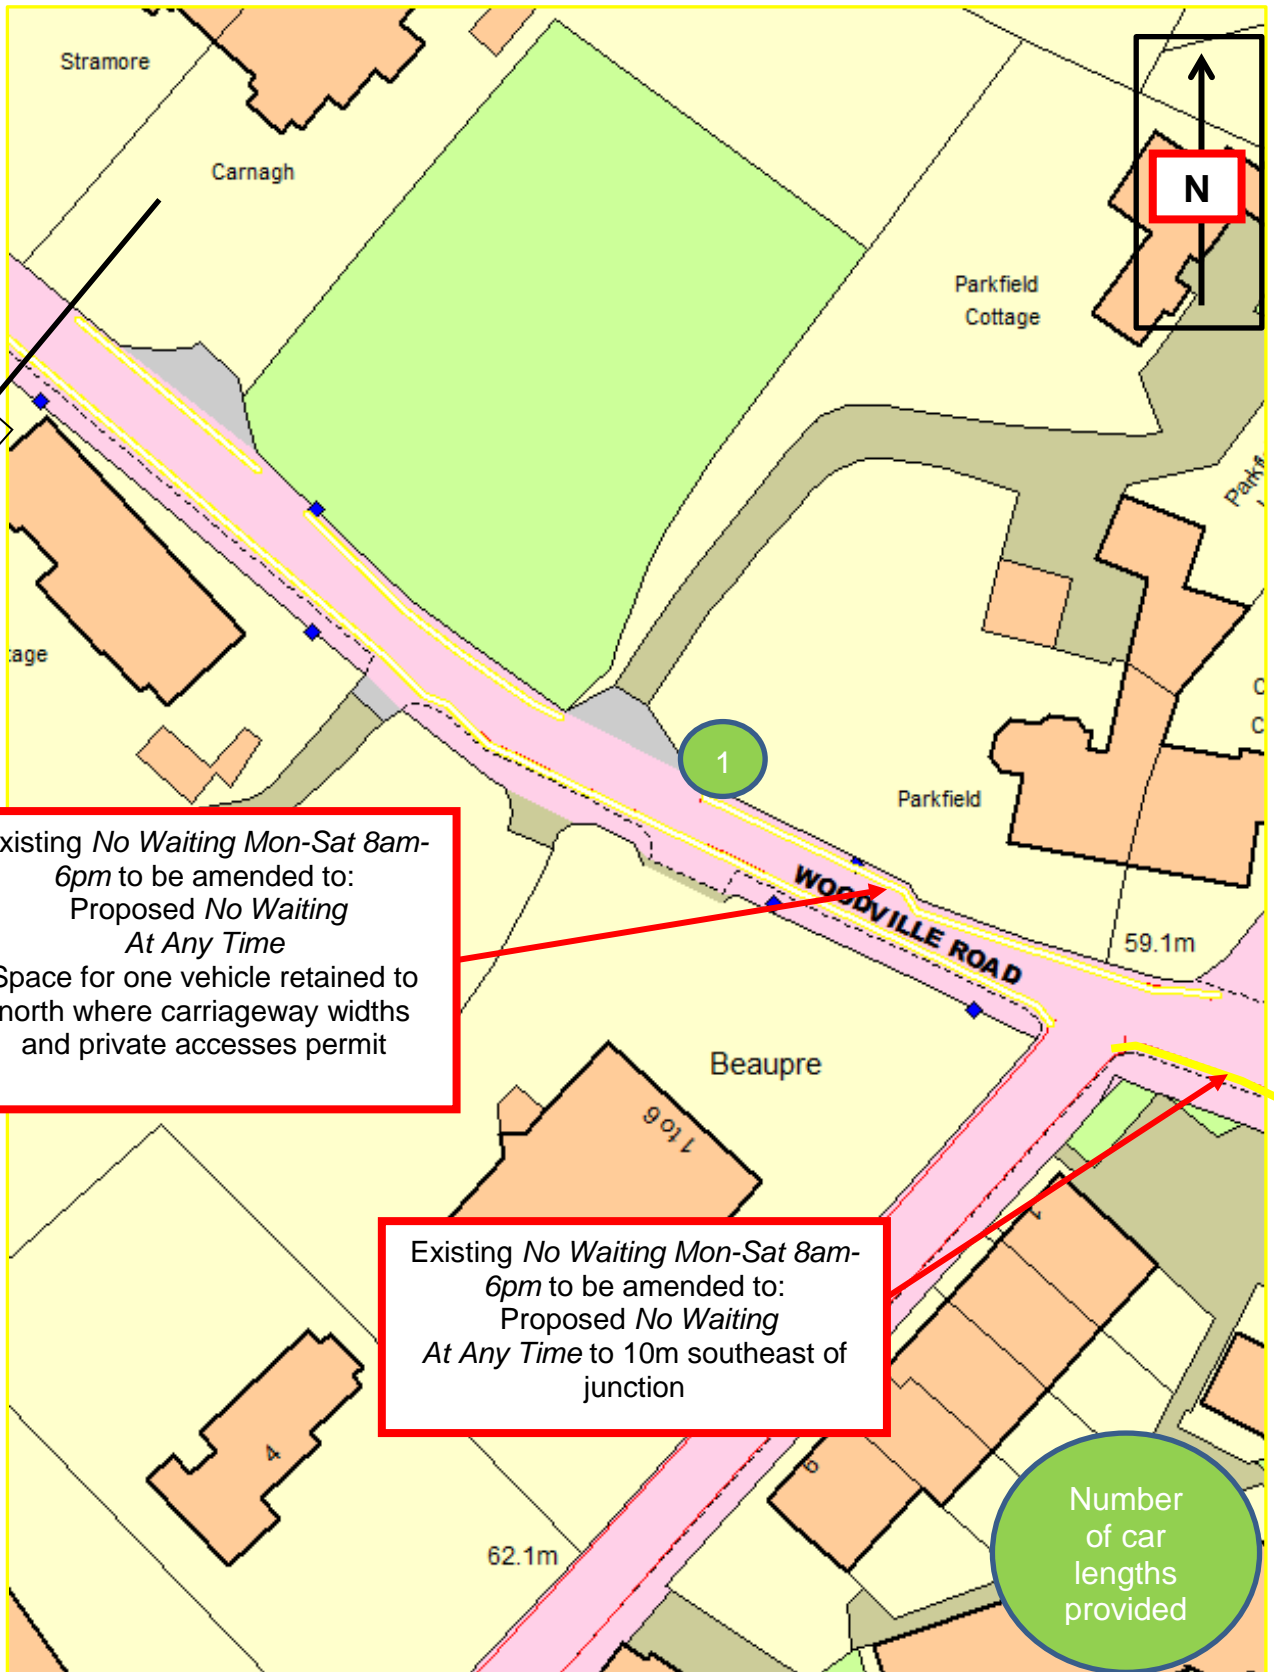 Stramore
Carnagh
N
Parkfield
Cottage
1
Parkfield
WOODVILLE ROAD
59.1m
xisting No Waiting Mon-Sat 8am-
6pm to be amended to:
Proposed No Waiting
At Any Time
Space for one vehicle retained to
north where carriageway widths
and private accesses permit
Beaupre
1 to 6
Existing No Waiting Mon-Sat 8am-
6pm to be amended to:
Proposed No Waiting
At Any Time to 10m southeast of
junction
1
4
9
62.1m
Number
of car
lengths
provided